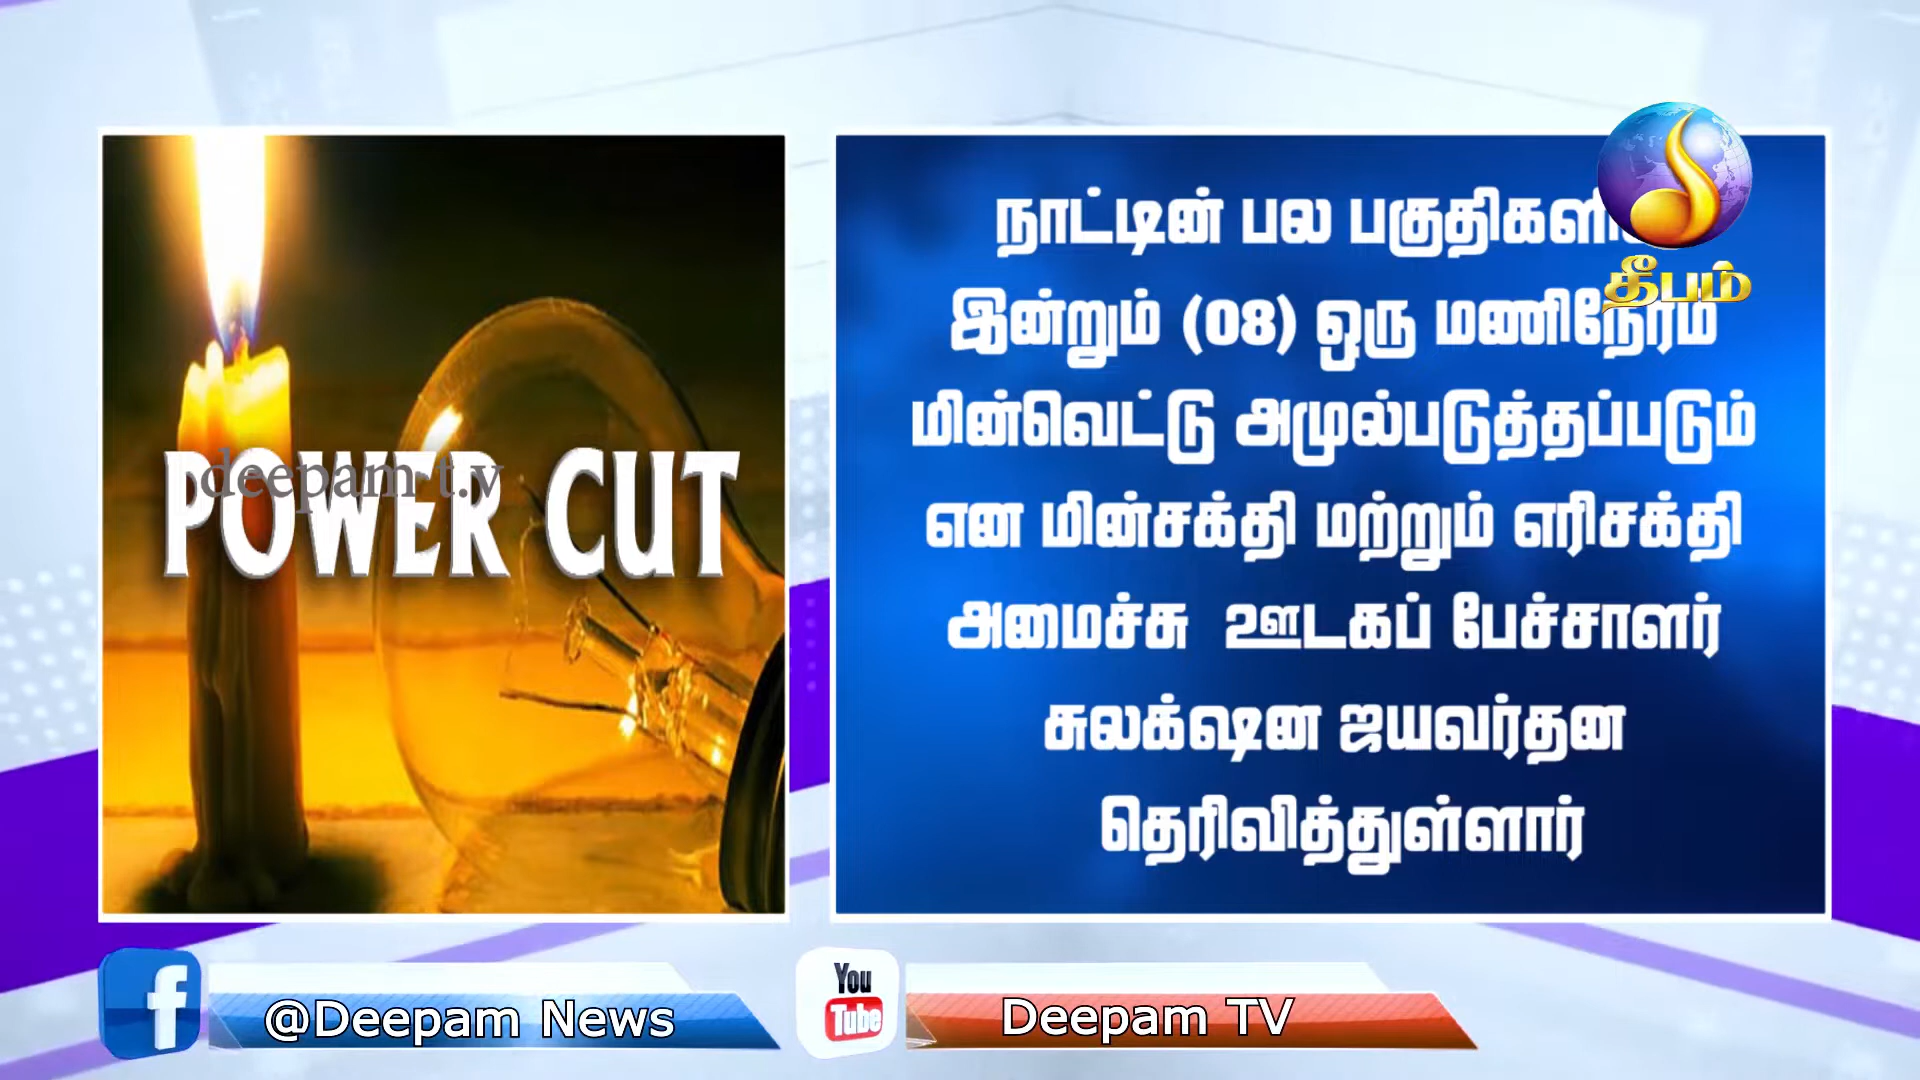 நாட்டின் பல பகுதிகளில்
இன்றும் (08) ஒரு மணிநேரம்
மின்வெட்டு அமுல்படுத்தப்படும்
என மின்சக்தி மற்றும் எரிசக்தி
அமைச்சு ஊடகப் பேச்சாளர்
சுலக்ஷன ஜயவர்தன
தெரிவித்துள்ளார்
தீபம்
POWER CUT
deepam t.v
@Deepam News
You
Tube
Deepam TV